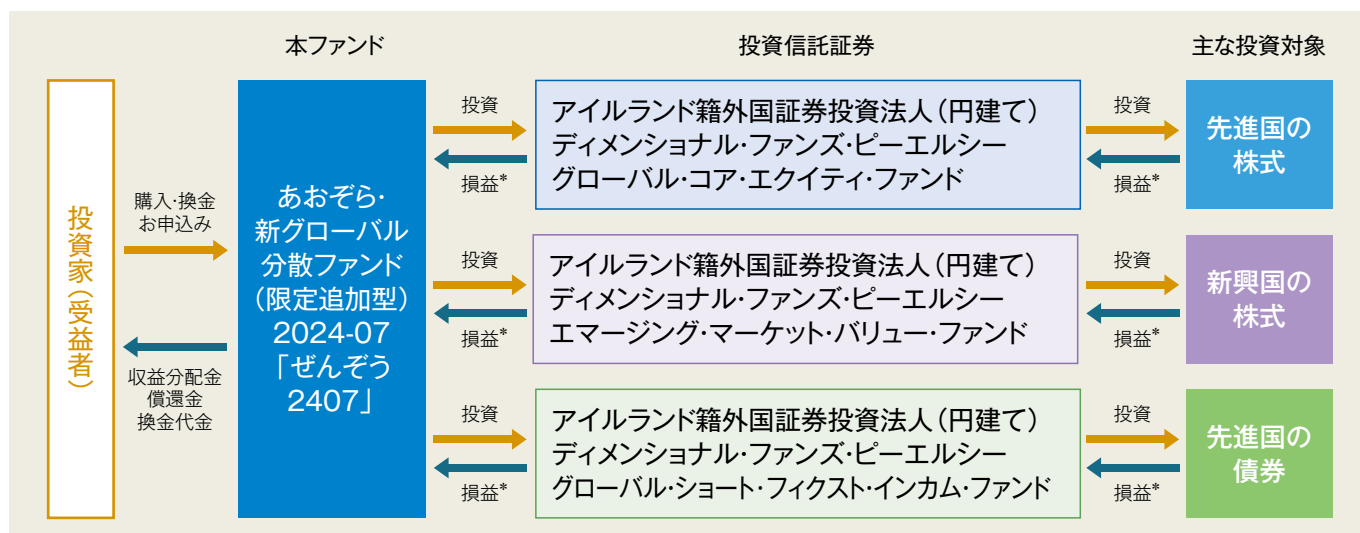 本ファンド
投資信託証券
主な投資対象
投資家（受益者）
購入・換金
お申込み
収益分配金
償還金
換金代金
あおぞら・
新グローバル
分散ファンド
（限定追加型）
2024-07
「ぜんぞう
2407」
投資
損益*
アイルランド籍外国証券投資法人（円建て）
ディメンショナル・ファンズ・ピーエルシー
グローバル・コア・エクイティ・ファンド
投資
損益*
先進国の
株式
投資
損益*
アイルランド籍外国証券投資法人（円建て）
ディメンショナル・ファンズ・ピーエルシー
エマージング・マーケット・バリュー・ファンド
投資
損益*
新興国の
株式
投資
損益*
アイルランド籍外国証券投資法人（円建て）
ディメンショナル・ファンズ・ピーエルシー
グローバル・ショート・フィクスト・インカム・ファンド
投資
損益*
先進国の
債券